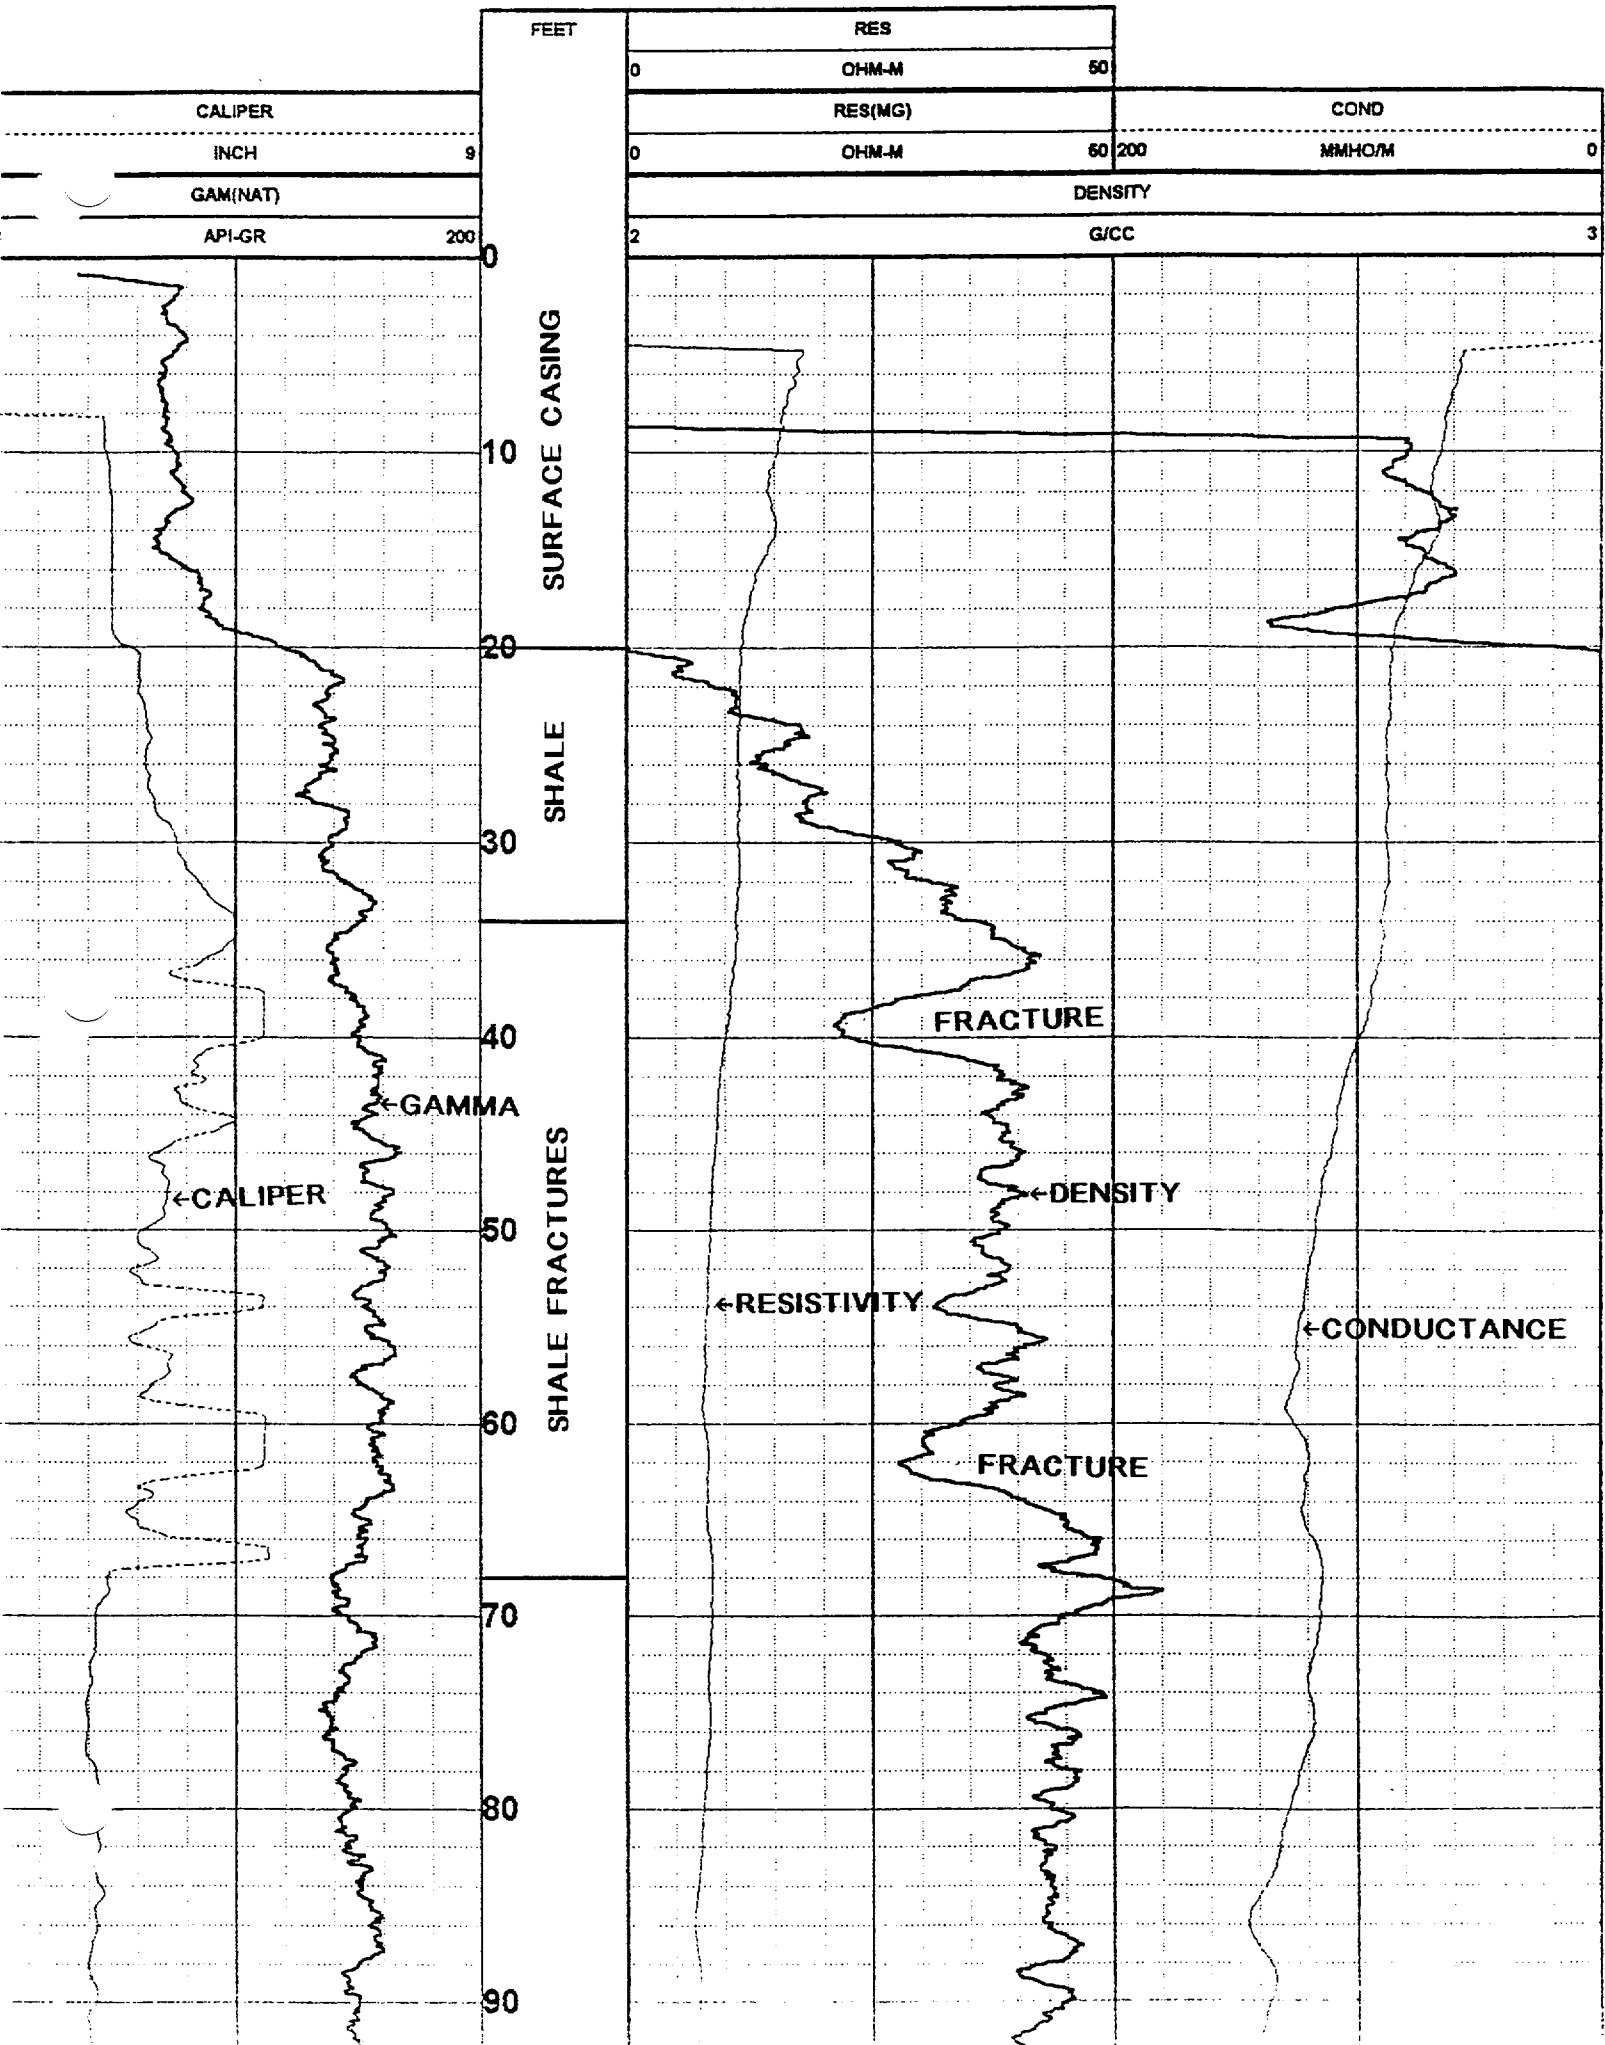 FEET
RES
0 OHM-M 50
CALIPER
RES(MG)
COND
INCH 9
0 OHM-M 50
200 MMHO/M 0
GAM(NAT)
DENSITY
API-GR 200
2 G/CC 3
0
SURFACE CASING
10
20
SHALE
30
FRACTURE
40
←GAMMA
SHALE FRACTURES
←CALIPER
←DENSITY
50
←RESISTIVITY
←CONDUCTANCE
60
FRACTURE
70
80
90